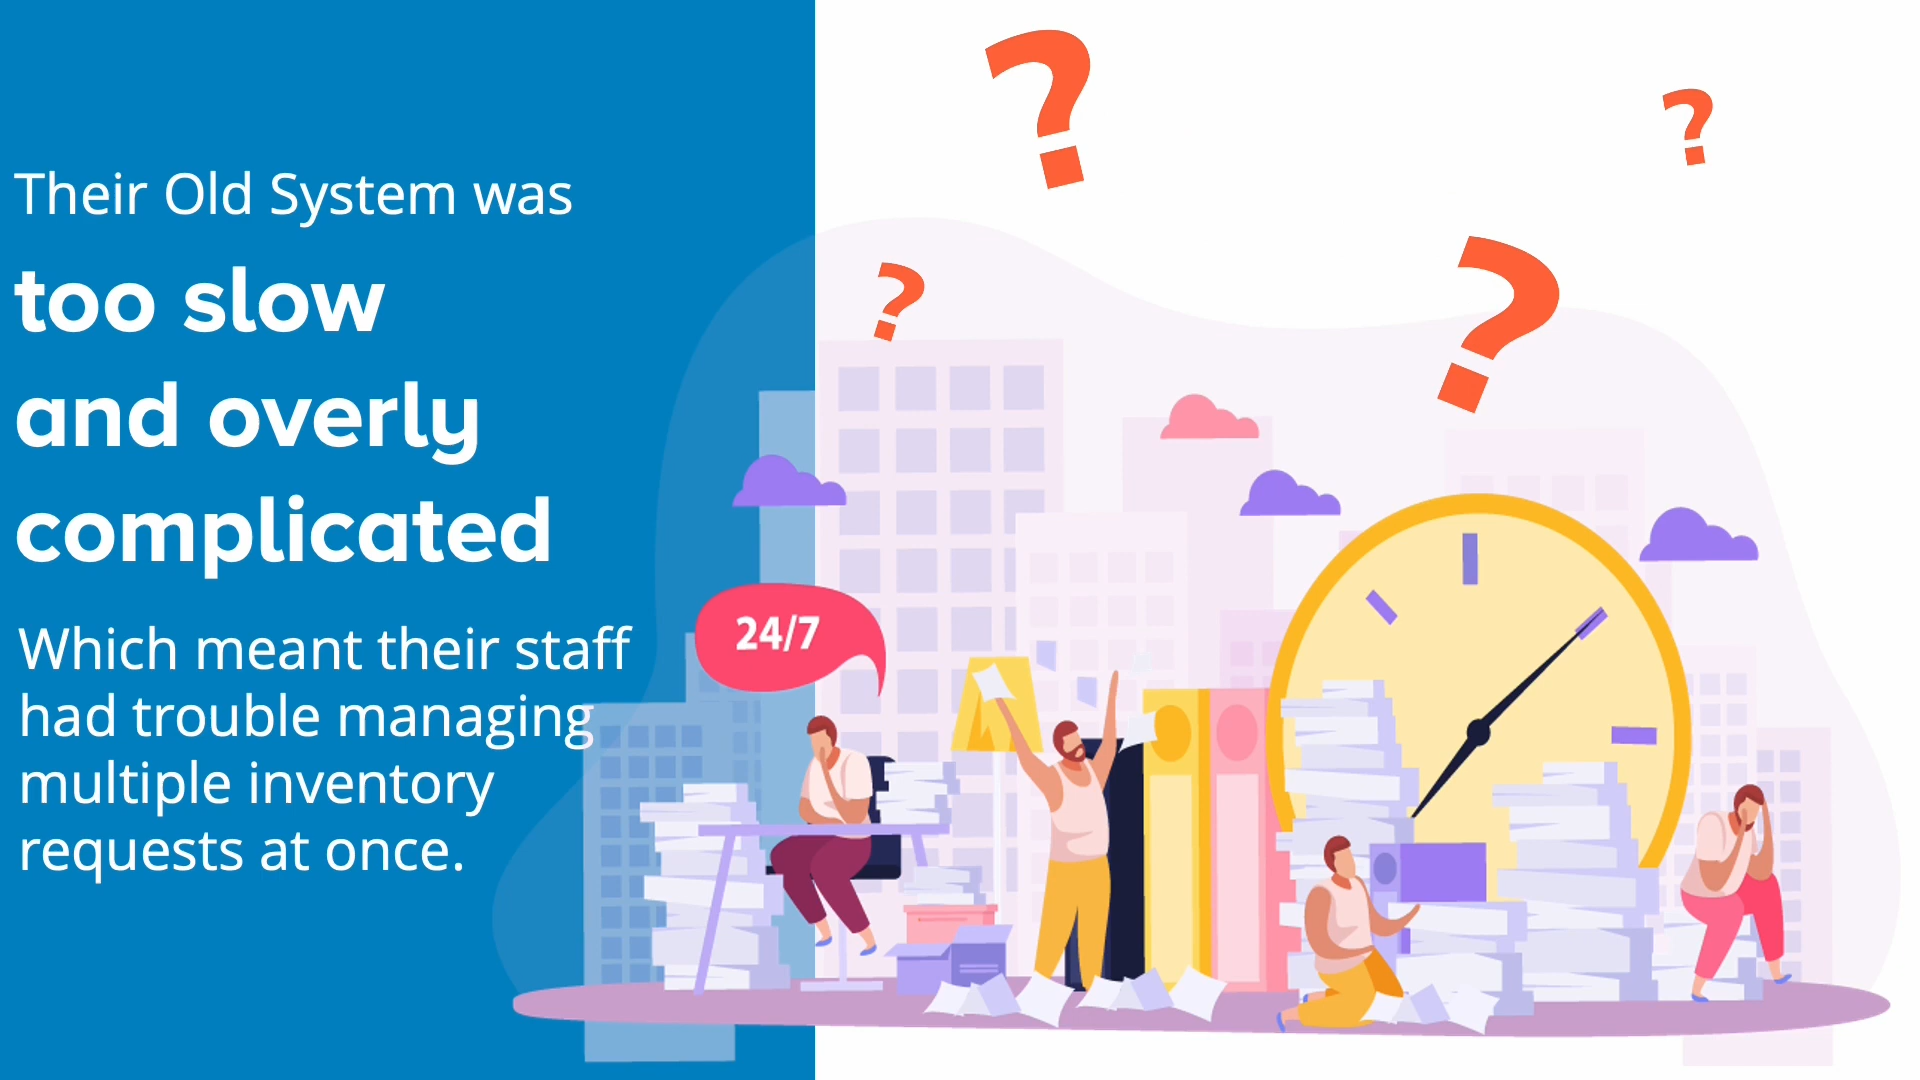 Their Old System was
too slow
and overly
complicated
Which meant their staff
had trouble managing
multiple inventory
requests at once.
24/7
?
?
?
?